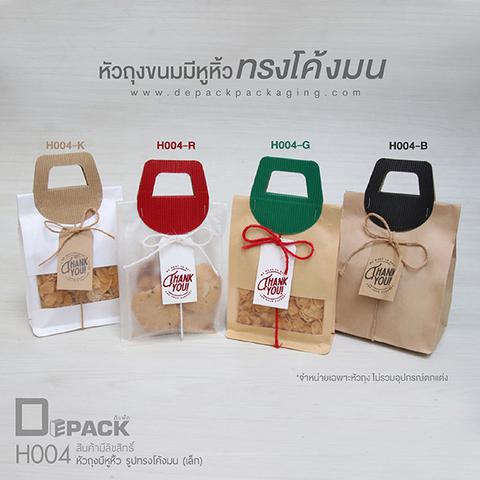 หัวถุงขนมมีหูหิ้วทรงโค้งมน
www.depackpackaging.com
H004-K
H004-R
H004-G
H004-B
THANK YOU!
THANK YOU!
THANK YOU!
THANK YOU!
*จำหน่ายเฉพาะหัวถุง ไม่รวมอุปกรณ์ตกแต่ง
DEPACK
ดีแพ็ค
H004
สินค้ามีลิขสิทธิ์
หัวถุงมีหูหิ้ว รูปทรงโค้งมน (เล็ก)